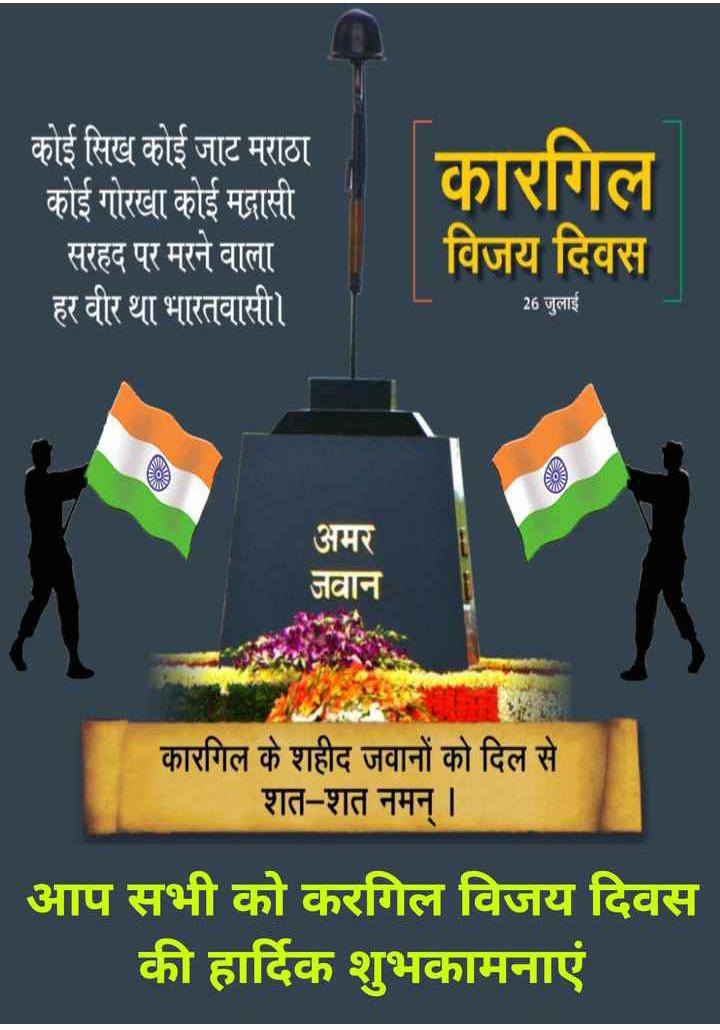 कोई सिख कोई जाट मराठा
कोई गोरखा कोई मद्रासी
सरहद पर मरने वाला
हर वीर था भारतवासी।
कारगिल
विजय दिवस
26 जुलाई
अमर
जवान
कारगिल के शहीद जवानों को दिल से
शत-शत नमन् ।
आप सभी को करगिल विजय दिवस
की हार्दिक शुभकामनाएं